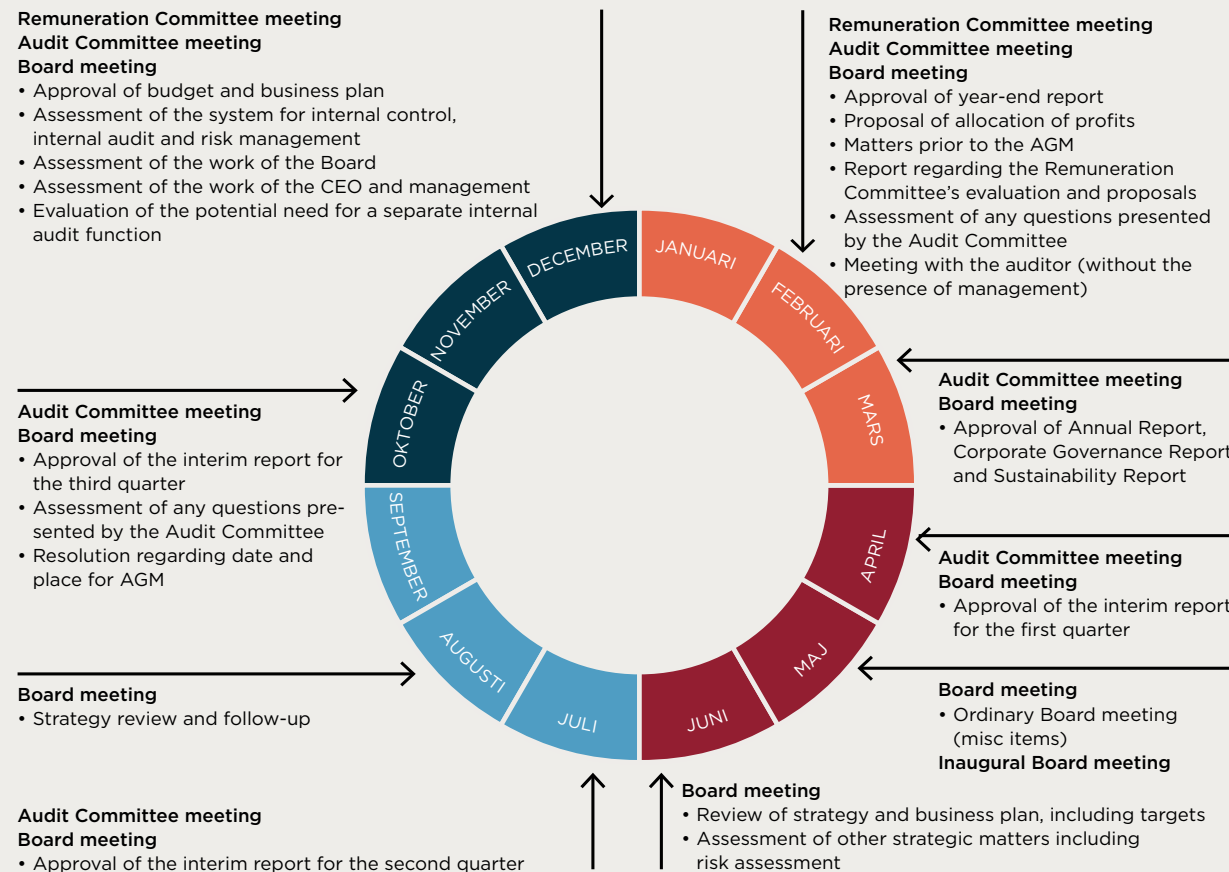 Remuneration Committee meeting
Audit Committee meeting
Board meeting
• Approval of budget and business plan
• Assessment of the system for internal control,
internal audit and risk management
• Assessment of the work of the Board
• Assessment of the work of the CEO and management
• Evaluation of the potential need for a separate internal
audit function
Remuneration Committee meeting
Audit Committee meeting
Board meeting
• Approval of year-end report
• Proposal of allocation of profits
• Matters prior to the AGM
• Report regarding the Remuneration
Committee's evaluation and proposals
• Assessment of any questions presented
by the Audit Committee
• Meeting with the auditor (without the
presence of management)
JANUARI
FEBRUARI
MARS
APRIL
MAJ
JUNI
JULI
AUGUSTI
SEPTEMBER
OKTOBER
NOVEMBER
DECEMBER
Audit Committee meeting
Board meeting
• Approval of Annual Report,
Corporate Governance Report
and Sustainability Report
Audit Committee meeting
Board meeting
• Approval of the interim report
for the first quarter
Board meeting
• Ordinary Board meeting
(misc items)
Inaugural Board meeting
Board meeting
• Review of strategy and business plan, including targets
• Assessment of other strategic matters including
risk assessment
Audit Committee meeting
Board meeting
• Approval of the interim report for the second quarter
Board meeting
• Strategy review and follow-up
Audit Committee meeting
Board meeting
• Approval of the interim report for
the third quarter
• Assessment of any questions pre-
sented by the Audit Committee
• Resolution regarding date and
place for AGM